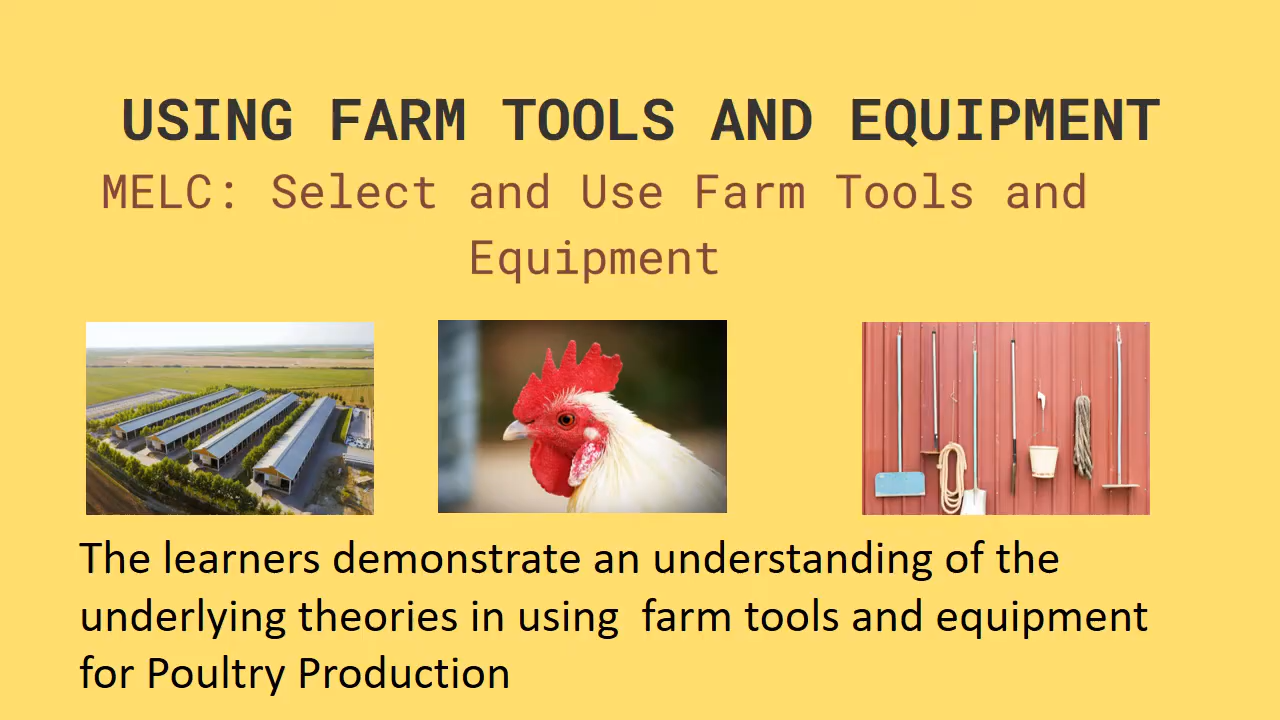 USING FARM TOOLS AND EQUIPMENT
MELC: Select and Use Farm Tools and
Equipment
The learners demonstrate an understanding of the
underlying theories in using  farm tools and equipment
for Poultry Production